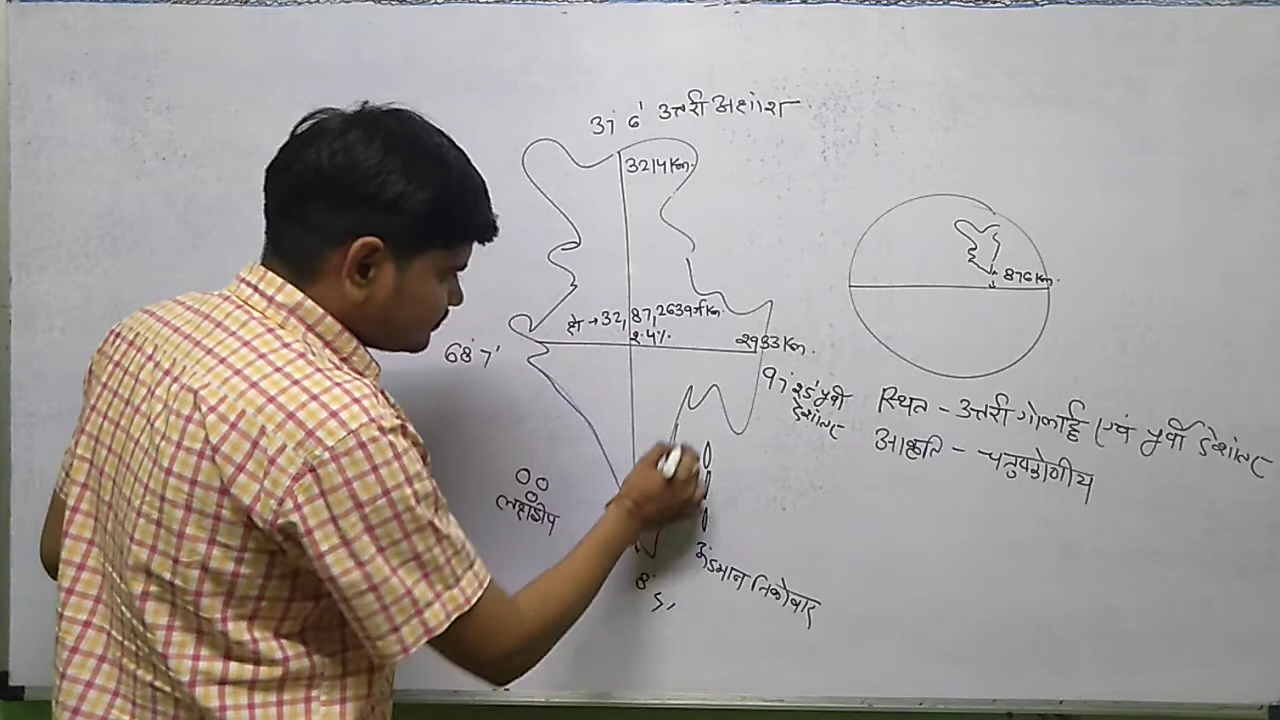 37° 6' उत्तरी अक्षांश
3214 Km.
876 Km.
क्षे → 32,87,263 वर्ग Km.
2.4%
2933 Km.
68° 7'
97° 25' पूर्वी
देशांतर
स्थित - उत्तरी गोलार्द्ध एवं पूर्वी देशांतर
आकृति - चतुष्कोणीय
लक्षद्वीप
अंडमान निकोबार
8°